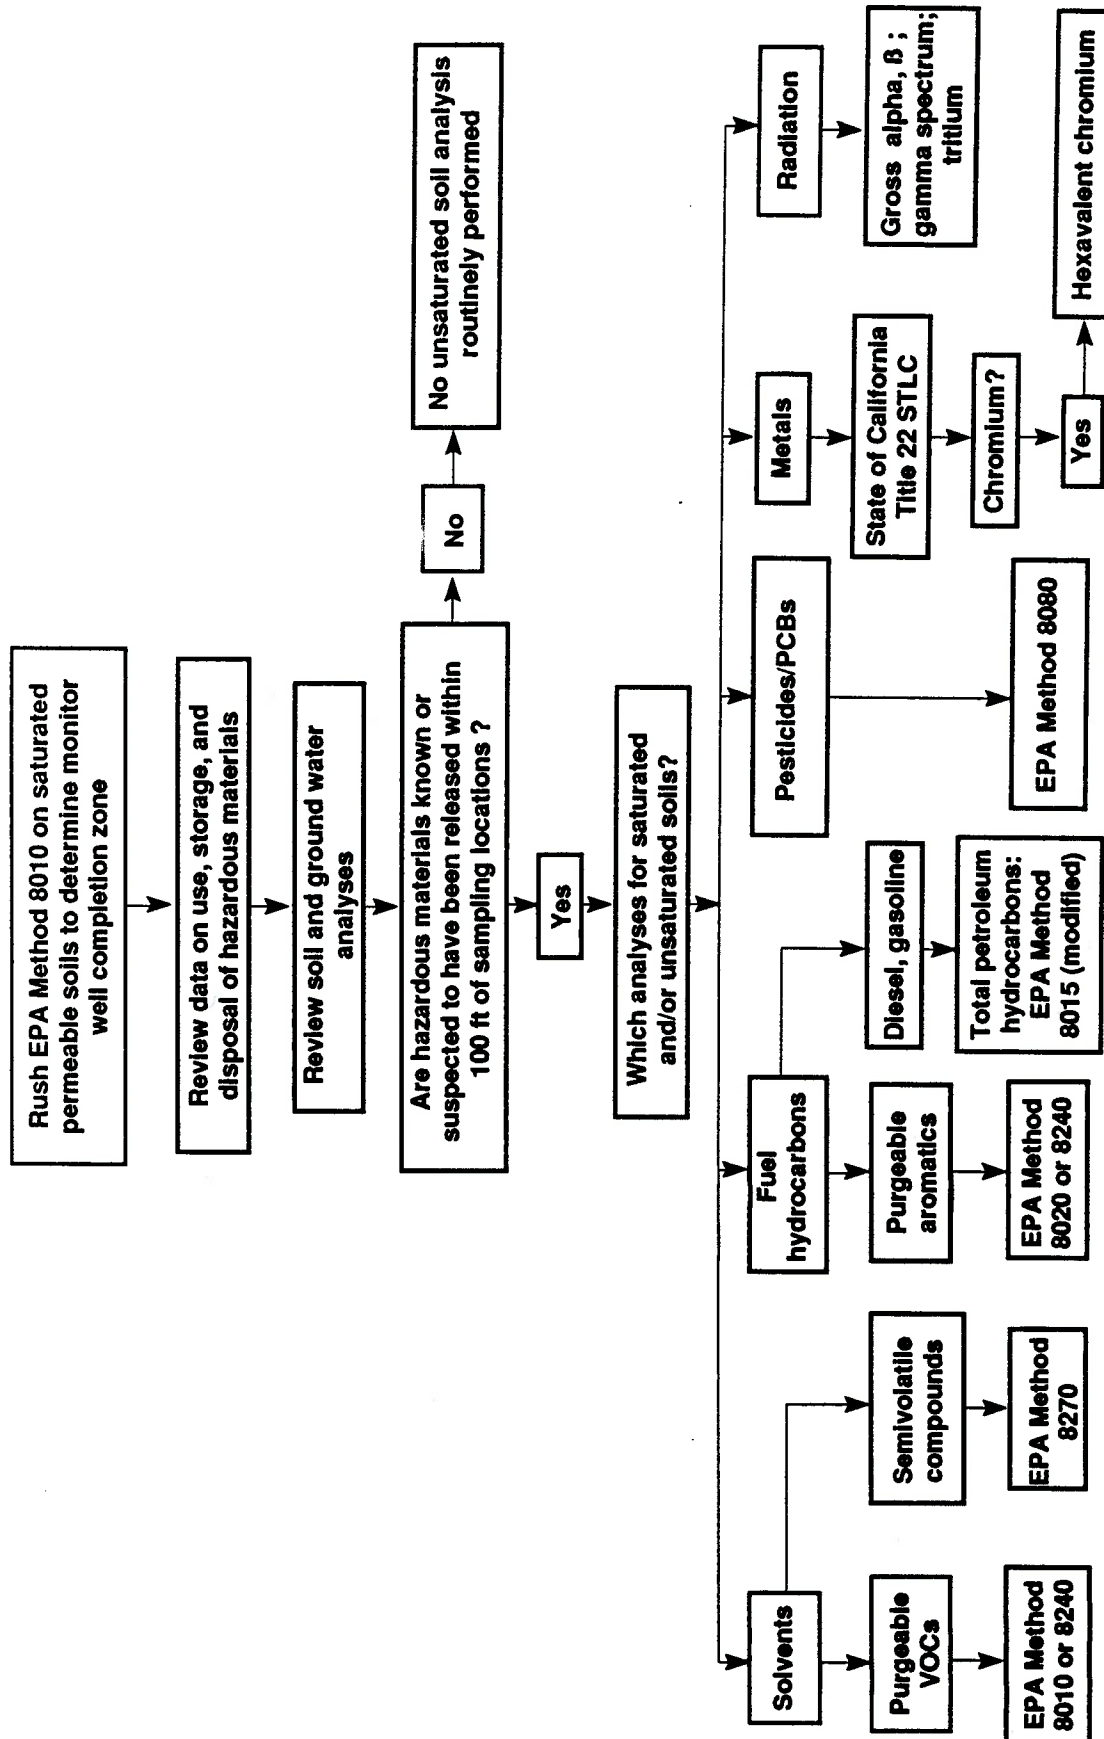 Rush EPA Method 8010 on saturated
permeable soils to determine monitor
well completion zone
Review data on use, storage, and
disposal of hazardous materials
Review soil and ground water
analyses
Are hazardous materials known or
suspected to have been released within
100 ft of sampling locations ?
No
No unsaturated soil analysis
routinely performed
Yes
Which analyses for saturated
and/or unsaturated soils?
Solvents
Purgeable
VOCs
EPA Method
8010 or 8240
Semivolatile
compounds
EPA Method
8270
Fuel
hydrocarbons
Purgeable
aromatics
EPA Method
8020 or 8240
Diesel, gasoline
Total petroleum
hydrocarbons:
EPA Method
8015 (modified)
Pesticides/PCBs
EPA Method 8080
Metals
State of California
Title 22 STLC
Chromium?
Yes
Hexavalent chromium
Radiation
Gross alpha, ß ;
gamma spectrum;
tritium